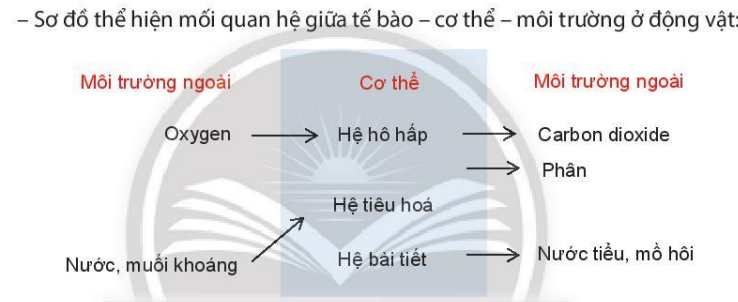 – Sơ đồ thể hiện mối quan hệ giữa tế bào – cơ thể – môi trường ở động vật:
Môi trường ngoài Cơ thể Môi trường ngoài
Oxygen Hệ hô hấp Carbon dioxide
Phân
Hệ tiêu hoá
Nước, muối khoáng Hệ bài tiết Nước tiểu, mồ hôi